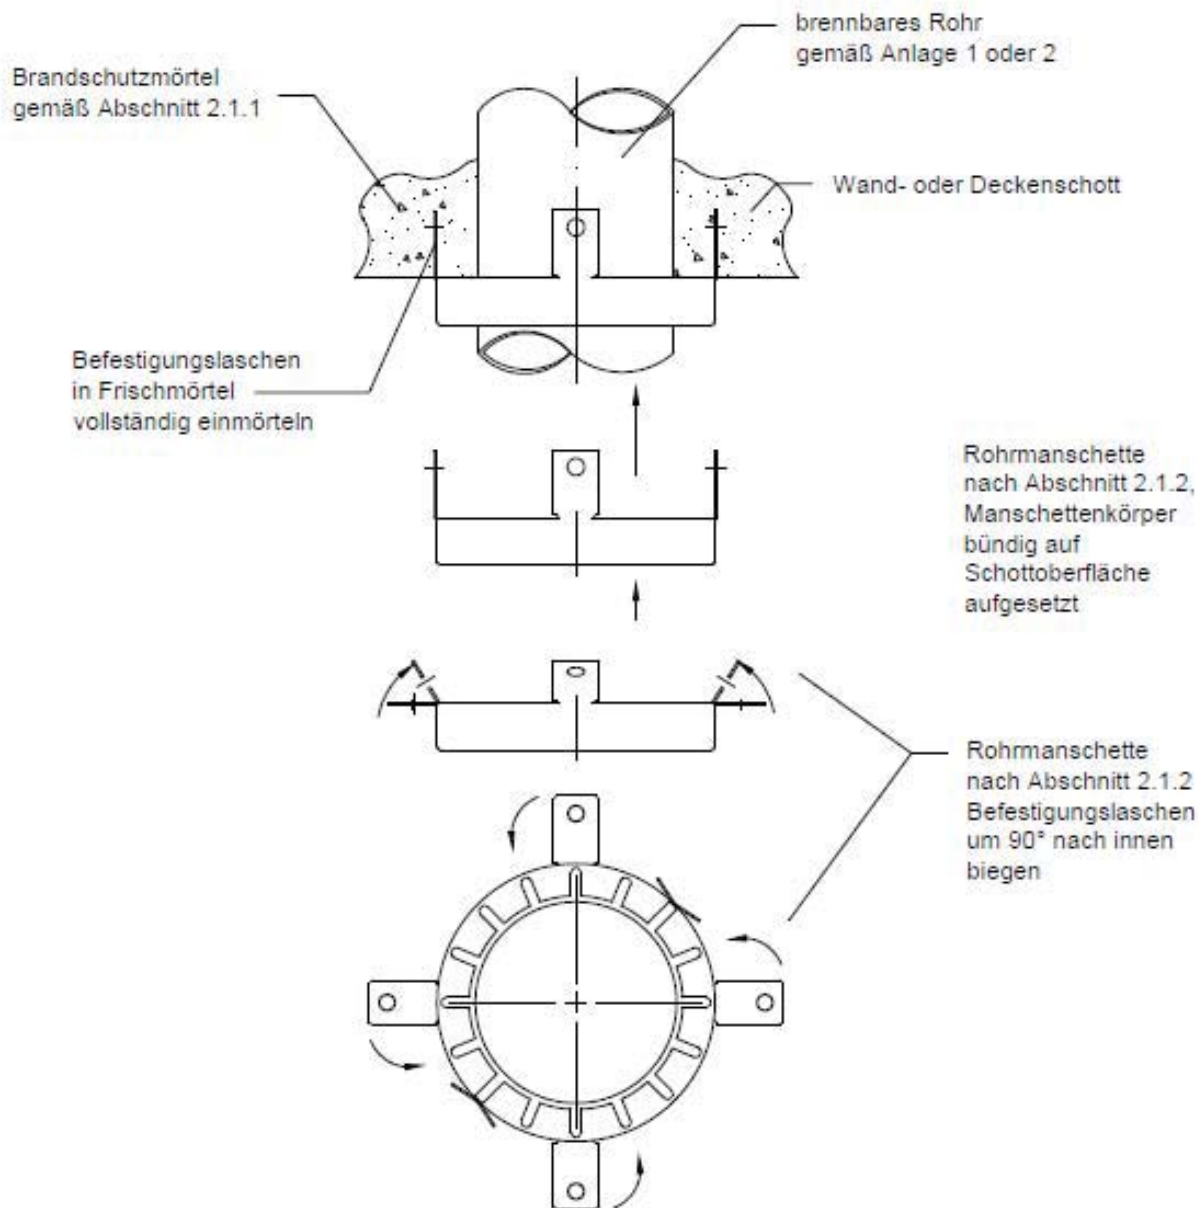 brennbares Rohr
gemäß Anlage 1 oder 2
Brandschutzmörtel
gemäß Abschnitt 2.1.1
Wand- oder Deckenschott
Befestigungslaschen
in Frischmörtel
vollständig einmörteln
Rohrmanschette
nach Abschnitt 2.1.2,
Manschettenkörper
bündig auf
Schottoberfläche
aufgesetzt
Rohrmanschette
nach Abschnitt 2.1.2
Befestigungslaschen
um 90° nach innen
biegen